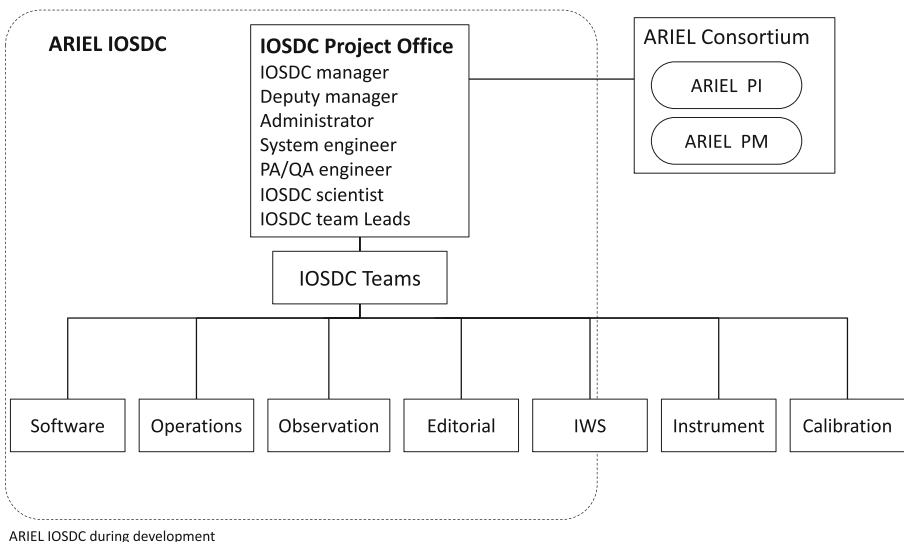 ARIEL IOSDC
IOSDC Project Office
IOSDC manager
Deputy manager
Administrator
System engineer
PA/QA engineer
IOSDC scientist
IOSDC team Leads
ARIEL Consortium
ARIEL PI
ARIEL PM
IOSDC Teams
Software
Operations
Observation
Editorial
IWS
Instrument
Calibration
ARIEL IOSDC during development